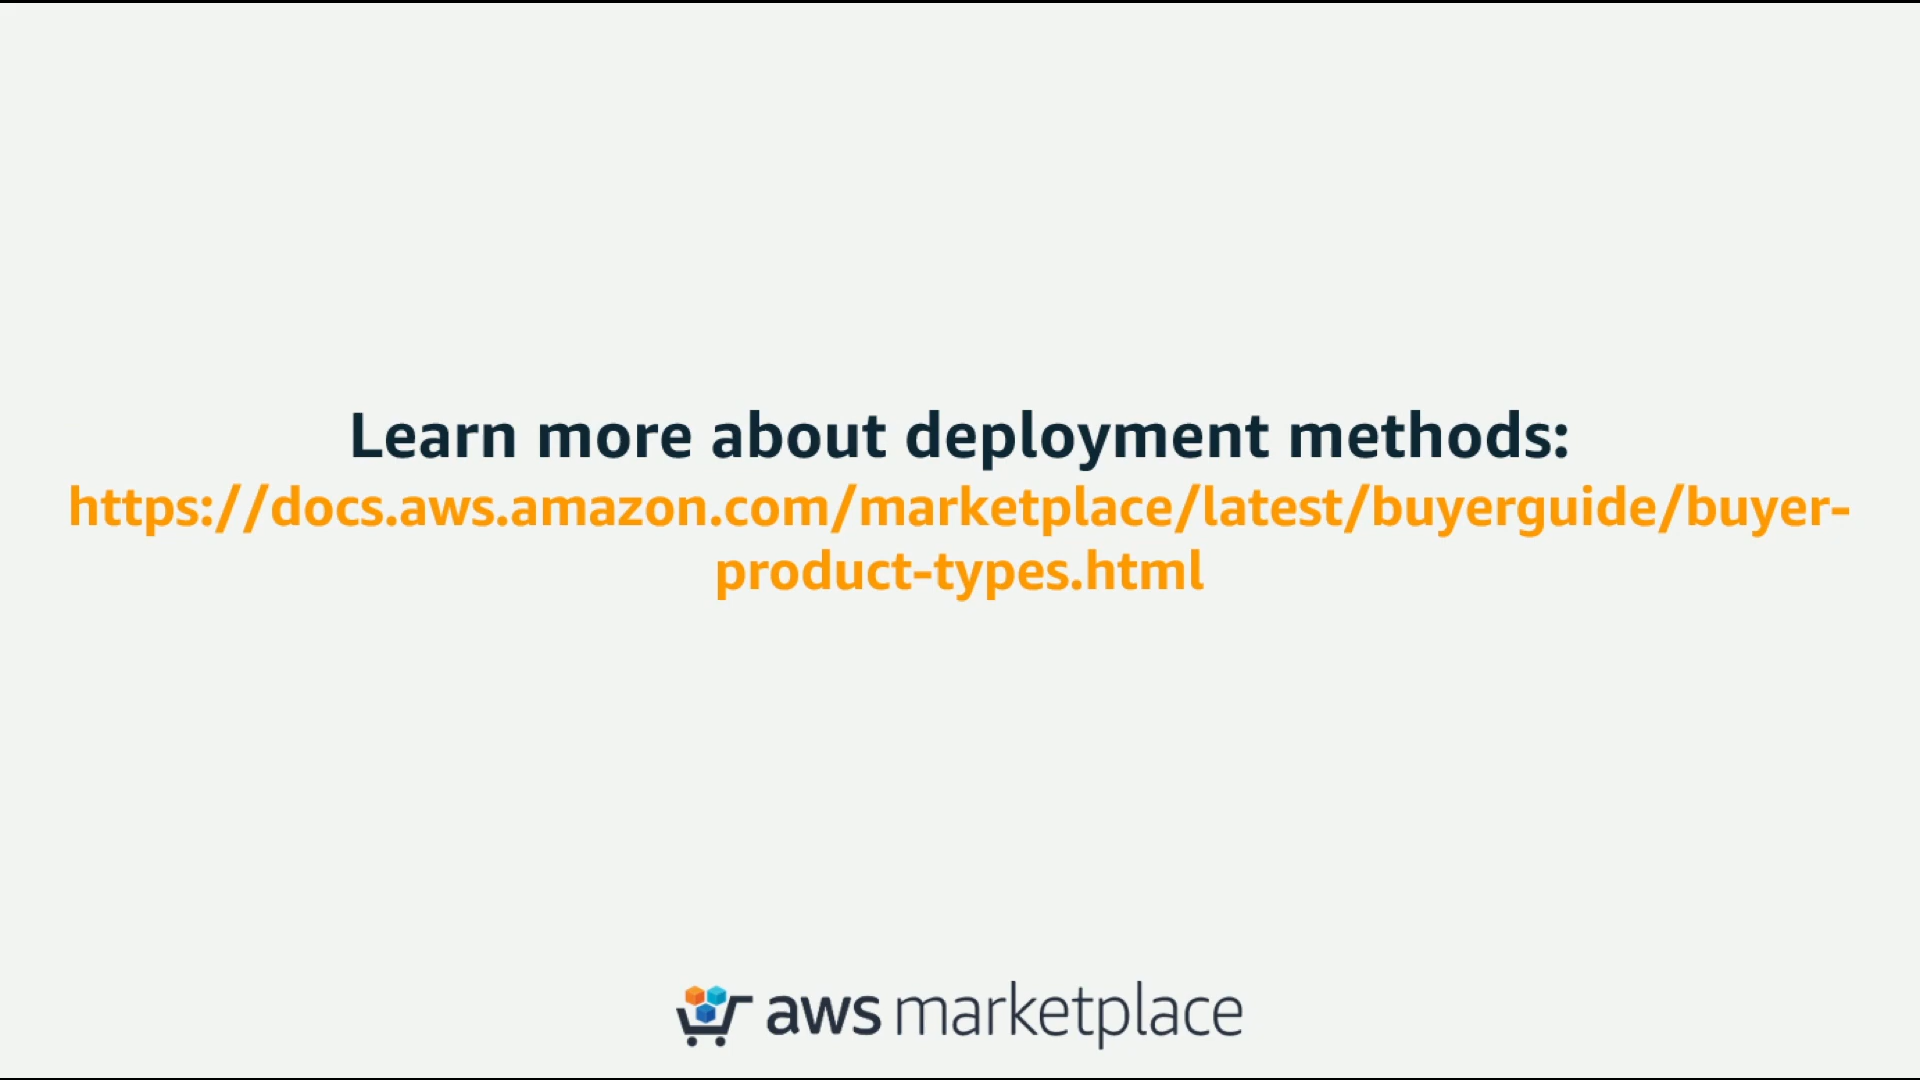 Learn more about deployment methods:
https://docs.aws.amazon.com/marketplace/latest/buyerguide/buyer-
product-types.html
aws marketplace